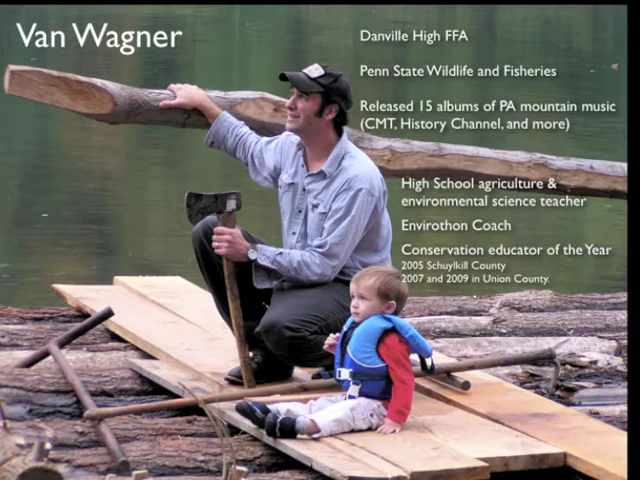 Van Wagner
Danville High FFA
Penn State Wildlife and Fisheries
Released 15 albums of PA mountain music
(CMT, History Channel, and more)
High School agriculture &
environmental science teacher
Envirothon Coach
Conservation educator of the Year
2005 Schuylkill County
2007 and 2009 in Union County.